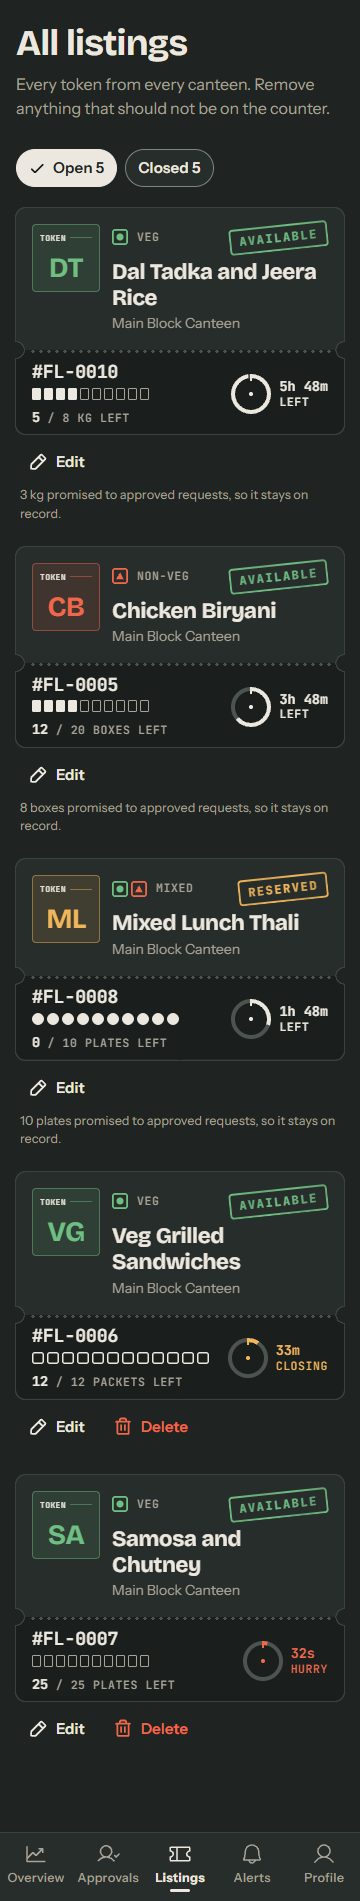 All listings
Every token from every canteen. Remove
anything that should not be on the counter.
Open 5
Closed 5
TOKEN
DT
VEG
AVAILABLE
Dal Tadka and Jeera
Rice
Main Block Canteen
#FL-0010
5 / 8 KG LEFT
5h 48m
LEFT
Edit
3 kg promised to approved requests, so it stays on
record.
TOKEN
CB
NON-VEG
AVAILABLE
Chicken Biryani
Main Block Canteen
#FL-0005
12 / 20 BOXES LEFT
3h 48m
LEFT
Edit
8 boxes promised to approved requests, so it stays on
record.
TOKEN
ML
MIXED
RESERVED
Mixed Lunch Thali
Main Block Canteen
#FL-0008
0 / 10 PLATES LEFT
1h 48m
LEFT
Edit
10 plates promised to approved requests, so it stays on
record.
TOKEN
VG
VEG
AVAILABLE
Veg Grilled
Sandwiches
Main Block Canteen
#FL-0006
12 / 12 PACKETS LEFT
33m
CLOSING
Edit
Delete
TOKEN
SA
VEG
AVAILABLE
Samosa and
Chutney
Main Block Canteen
#FL-0007
25 / 25 PLATES LEFT
32s
HURRY
Edit
Delete
Overview
Approvals
Listings
Alerts
Profile